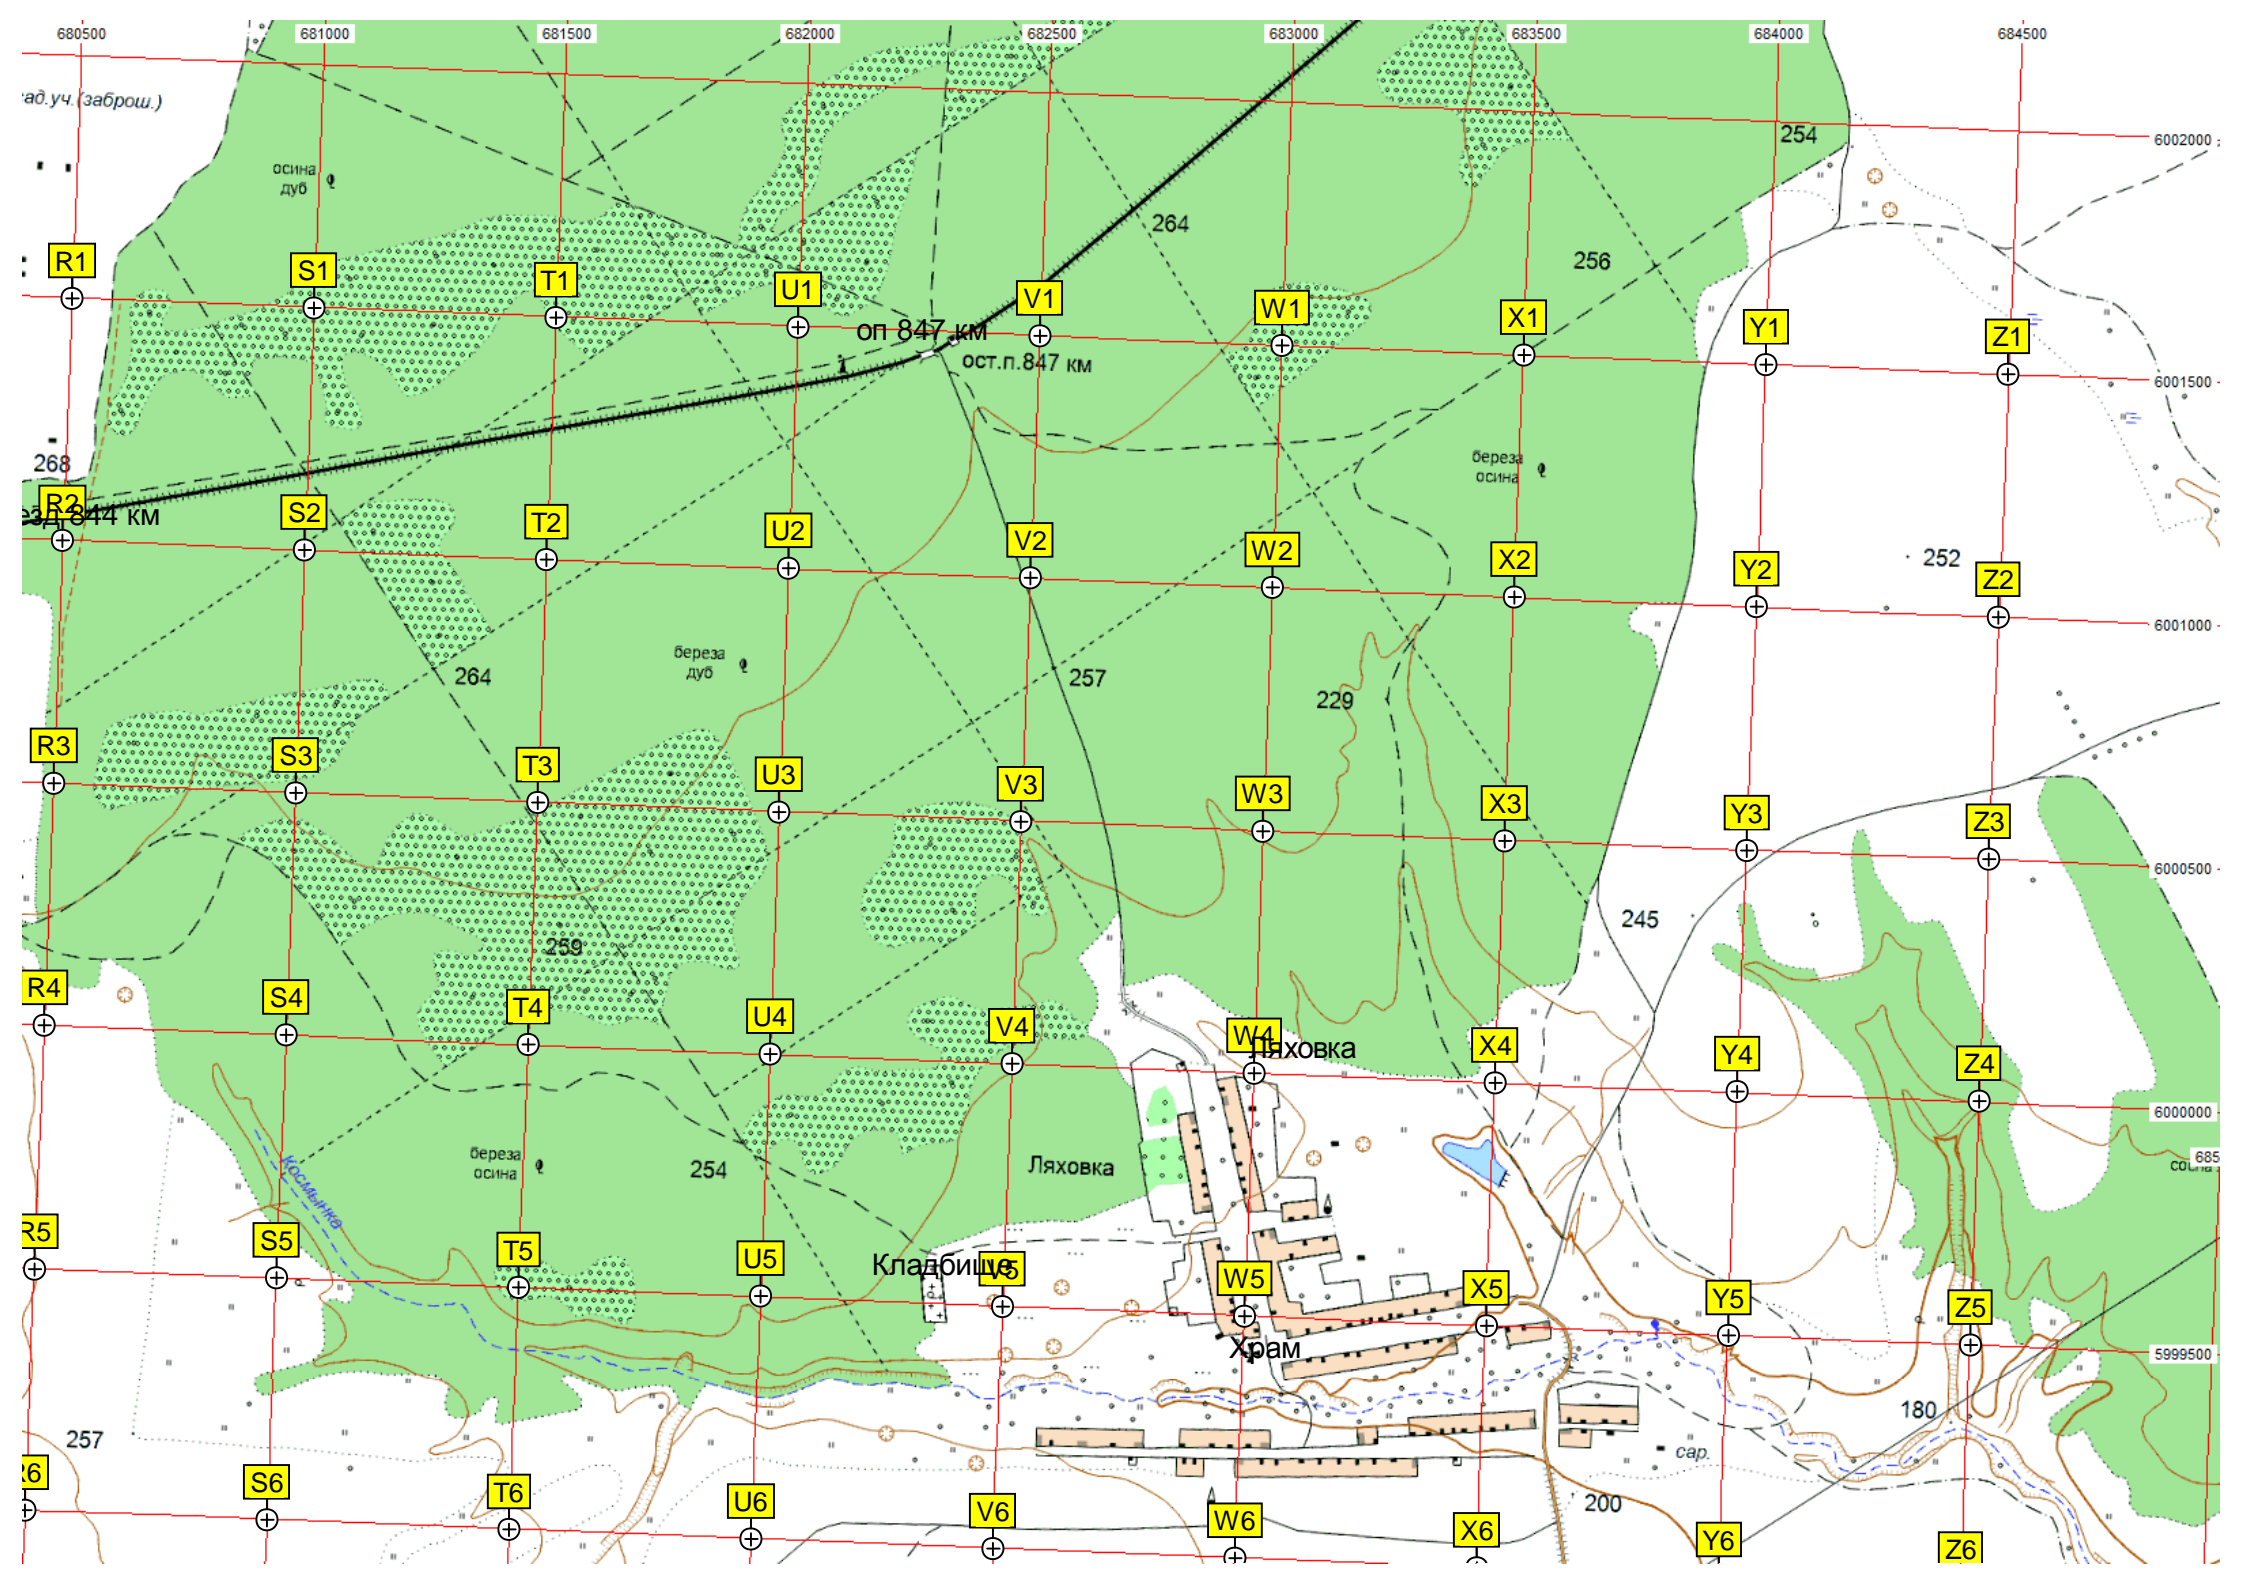 680500 681000 681500 682000 682500 683000 683500 684000 684500
ад.уч.(заброш.)
254
6002000
осина
дуб
264
256
R1 S1 T1 U1 V1 W1 X1 Y1 Z1
оп 847 км
ост.п.847 км
6001500
268
береза
осина
R2 S2 T2 U2 V2 W2 X2 Y2 Z2
езд 844 км
252
6001000
береза
дуб
264
257
229
R3 S3 T3 U3 V3 W3 X3 Y3 Z3
6000500
245
259
R4 S4 T4 U4 V4 W4 X4 Y4 Z4
Ляховка
6000000
береза
осина
254
Ляховка
685
Космынка
R5 S5 T5 U5 V5 W5 X5 Y5 Z5
Кладбище
Храм
5999500
180
257
сар.
200
R6 S6 T6 U6 V6 W6 X6 Y6 Z6